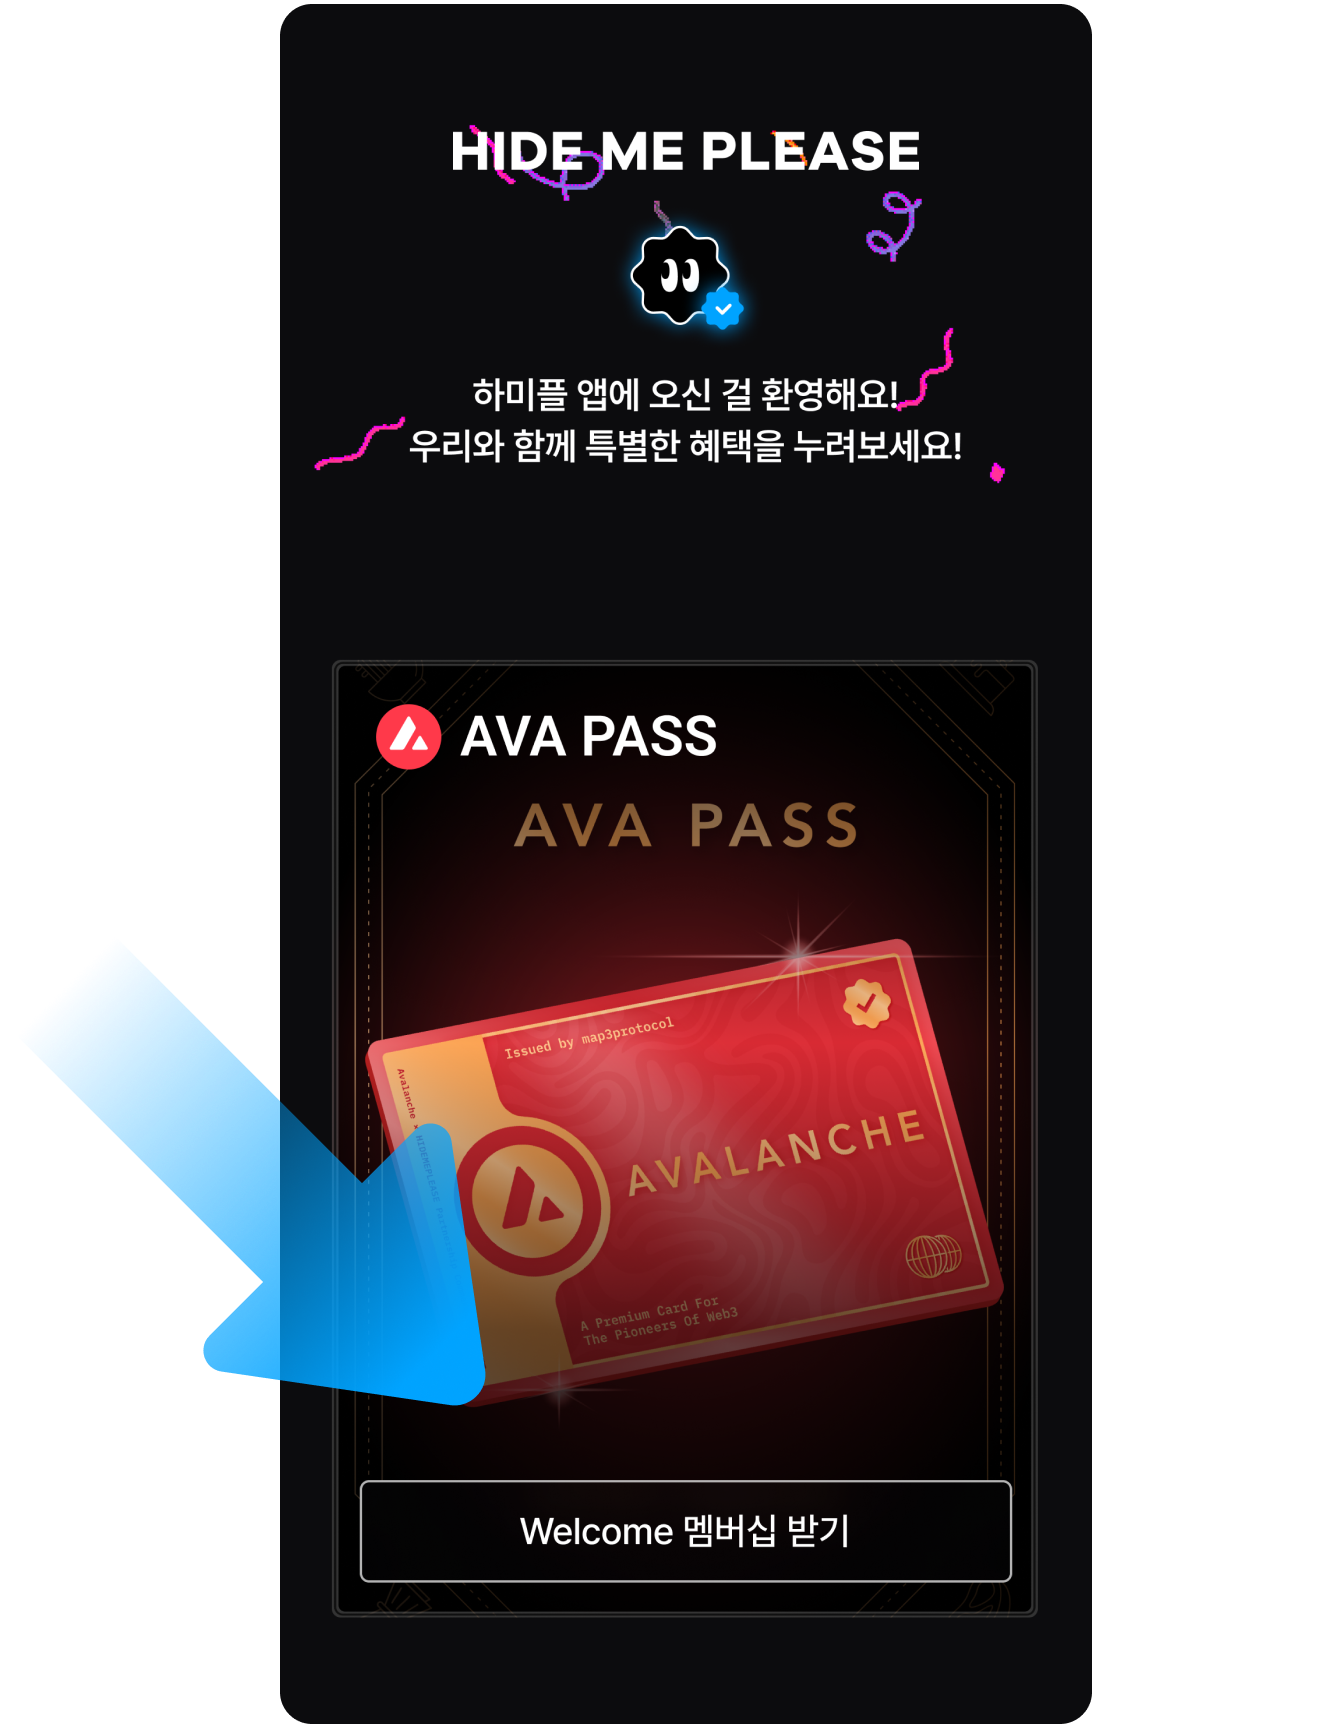 HIDE ME PLEASE
하미플 앱에 오신 걸 환영해요!
우리와 함께 특별한 혜택을 누려보세요!
AVA PASS
AVA PASS
Issued by map3protocol
Avalanche × HIDEMEPLEASE
AVALANCHE
A Premium Card For
The Pioneers Of Web3
Welcome 멤버십 받기